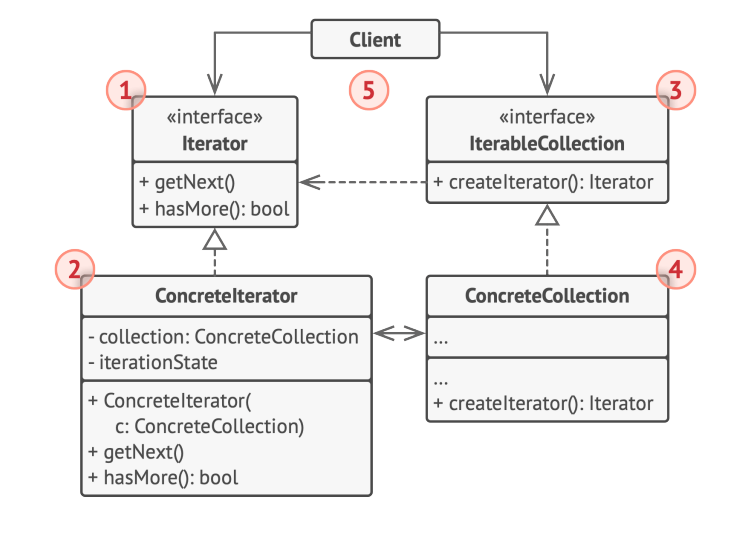 Client
1
5
3
«interface»
Iterator
+ getNext()
+ hasMore(): bool
«interface»
IterableCollection
+ createIterator(): Iterator
2
ConcreteIterator
- collection: ConcreteCollection
- iterationState
+ ConcreteIterator(
c: ConcreteCollection)
+ getNext()
+ hasMore(): bool
4
ConcreteCollection
...
...
+ createIterator(): Iterator